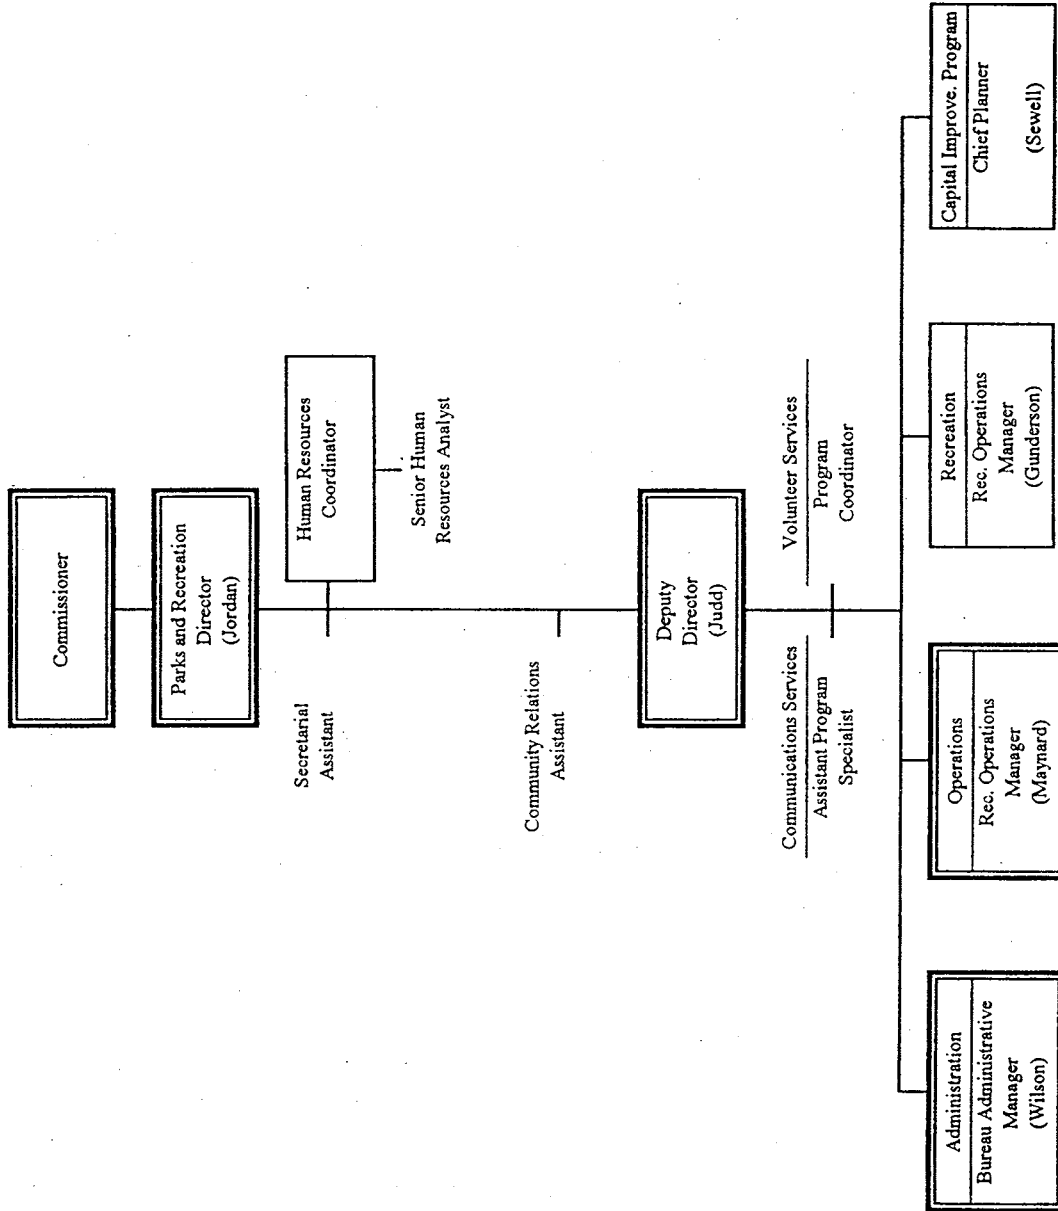 Commissioner
Parks and Recreation
Director
(Jordan)
Secretarial
Assistant
Human Resources
Coordinator
Senior Human
Resources Analyst
Community Relations
Assistant
Deputy
Director
(Judd)
Communications Services
Assistant Program
Specialist
Volunteer Services
Program
Coordinator
Administration
Bureau Administrative
Manager
(Wilson)
Operations
Rec. Operations
Manager
(Maynard)
Recreation
Rec. Operations
Manager
(Gunderson)
Capital Improve. Program
Chief Planner
(Sewell)